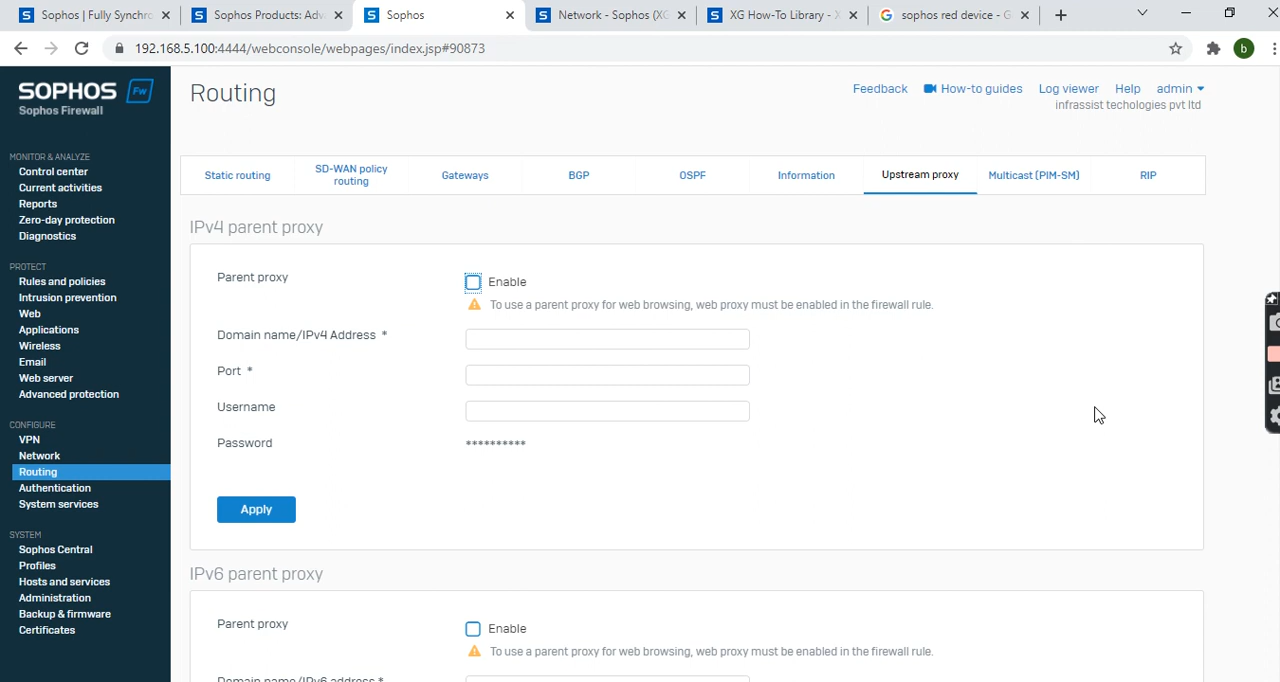 Sophos | Fully Synchro
Sophos Products: Adv
Sophos
Network - Sophos (XG
XG How-To Library - X
sophos red device - G
192.168.5.100:4444/webconsole/webpages/index.jsp#90873
b
SOPHOS Fw
Sophos Firewall
MONITOR & ANALYZE
Control center
Current activities
Reports
Zero-day protection
Diagnostics
PROTECT
Rules and policies
Intrusion prevention
Web
Applications
Wireless
Email
Web server
Advanced protection
CONFIGURE
VPN
Network
Routing
Authentication
System services
SYSTEM
Sophos Central
Profiles
Hosts and services
Administration
Backup & firmware
Certificates
Routing
Feedback How-to guides Log viewer Help admin
infrassist techologies pvt ltd
Static routing
SD-WAN policy
routing
Gateways
BGP
OSPF
Information
Upstream proxy
Multicast (PIM-SM)
RIP
IPv4 parent proxy
Parent proxy
Enable
To use a parent proxy for web browsing, web proxy must be enabled in the firewall rule.
Domain name/IPv4 Address *
Port *
Username
Password
**********
Apply
IPv6 parent proxy
Parent proxy
Enable
To use a parent proxy for web browsing, web proxy must be enabled in the firewall rule.
Domain name/IPv6 address *